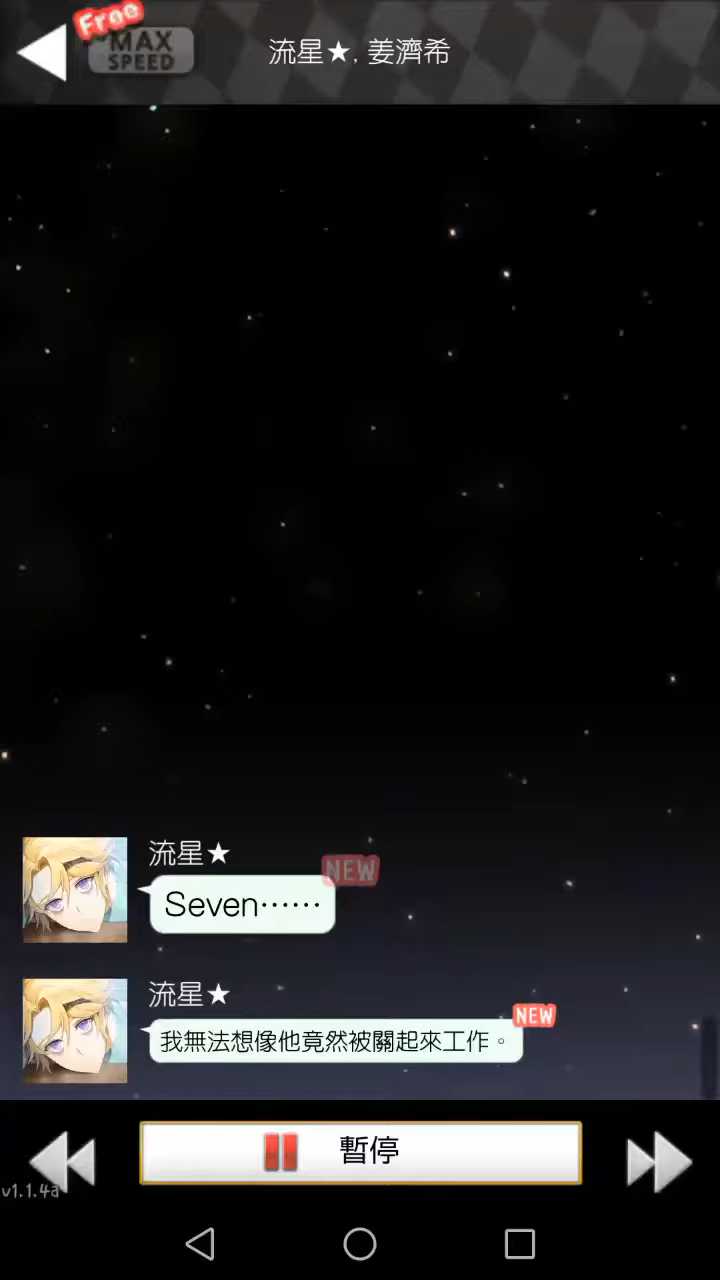 Free
MAX
SPEED
流星★, 姜濟希
流星★
NEW
Seven⋯⋯
流星★
NEW
我無法想像他竟然被關起來工作。
暫停
v1.1.4a